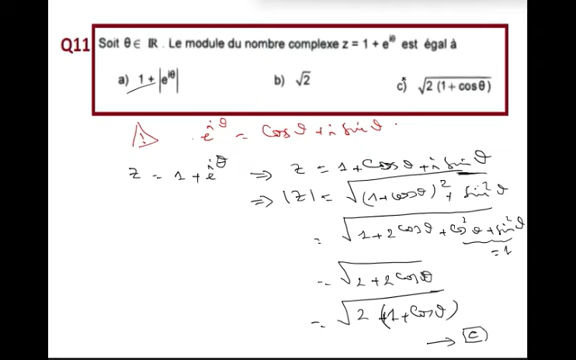 Q11 Soit θ ∈ ℝ. Le module du nombre complexe z = 1 + e^{iθ} est égal à
a) 1 + |e^{iθ}| b) √2 c) √2 (1 + cosθ)
⚠ e^{iθ} = cosθ + i sinθ.
z = 1 + e^{iθ} ⇒ z = 1 + cosθ + i sinθ
⇒ |z| = √(1+cosθ)² + sin²θ
= √1 + 2cosθ + cos²θ + sin²θ
= 1
= √2 + 2cosθ
= √2 (1 + cosθ)
→ C